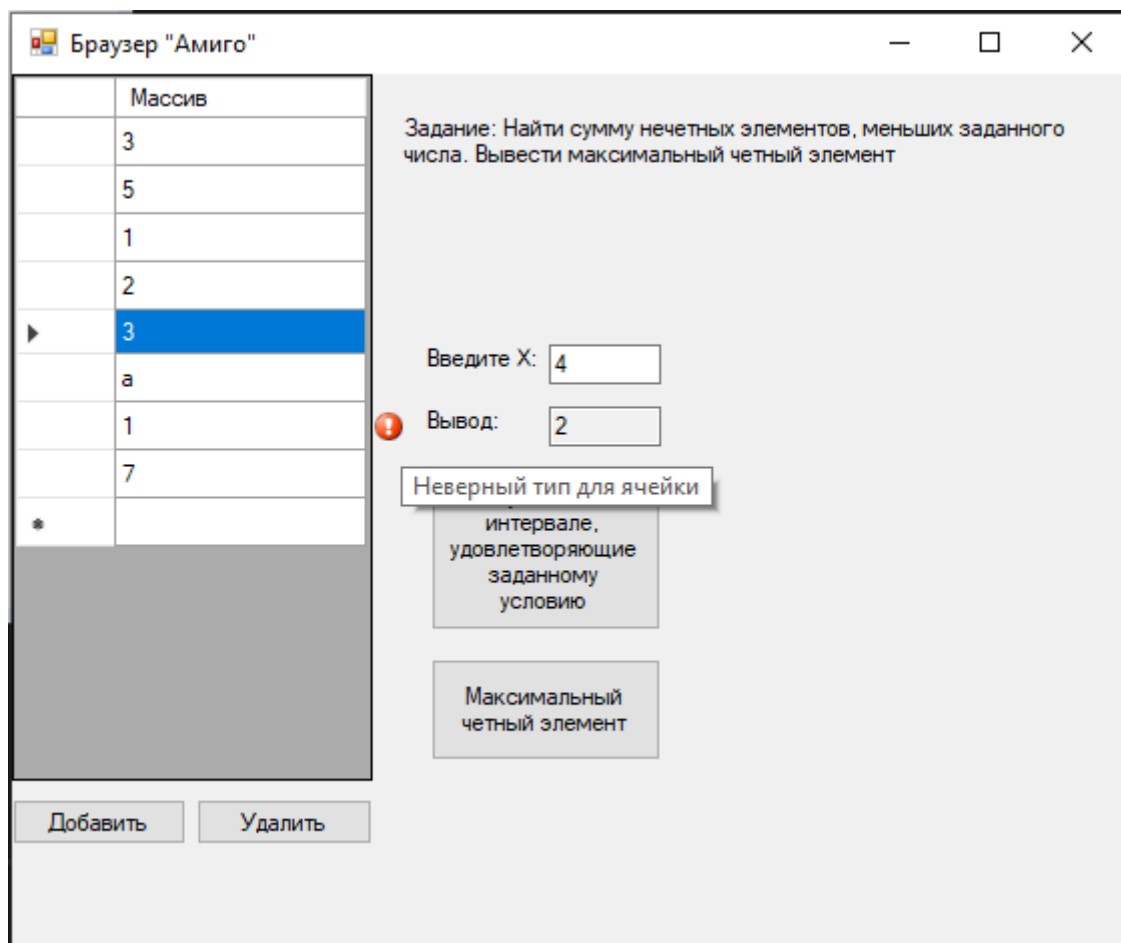 Браузер "Амиго"
Массив
3
5
1
2
3
а
1
7
Задание: Найти сумму нечетных элементов, меньших заданного
числа. Вывести максимальный четный элемент
Введите X:
4
Вывод:
2
Неверный тип для ячейки
интервале,
удовлетворяющие
заданному
условию
Максимальный
четный элемент
Добавить
Удалить